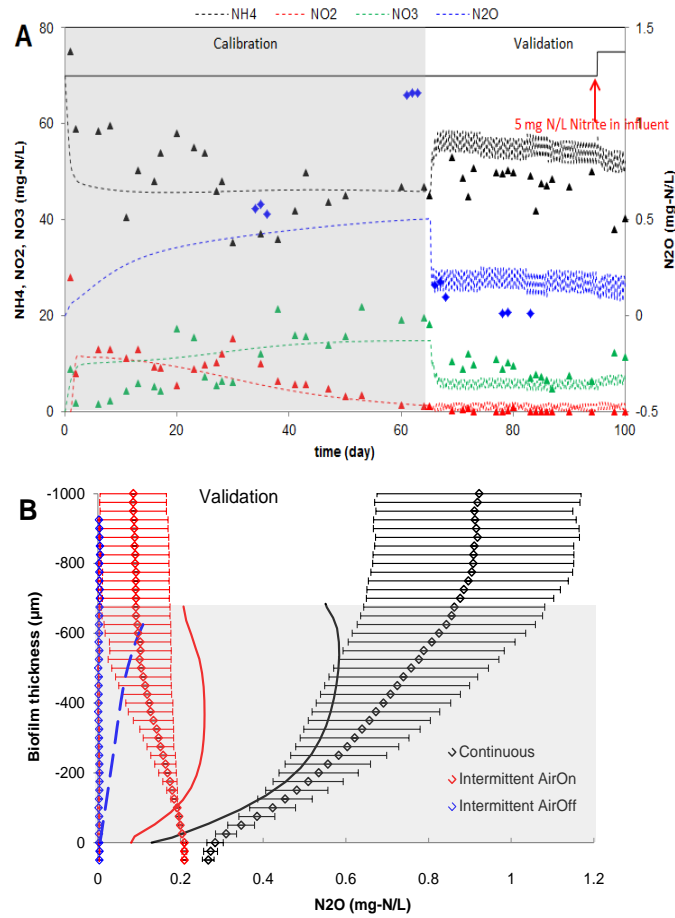 NH4 NO2 NO3 N2O
A
Calibration
Validation
80
60
40
20
0
NH4, NO2, NO3 (mg-N/L)
1.5
1
0.5
0
-0.5
N2O (mg-N/L)
5 mg N/L Nitrite in influent
0 20 40 60 80 100
time (day)
B
Validation
-1000
-800
-600
-400
-200
0
Biofilm thickness (µm)
Continuous
Intermittent AirOn
Intermittent AirOff
0 0.2 0.4 0.6 0.8 1 1.2
N2O (mg-N/L)